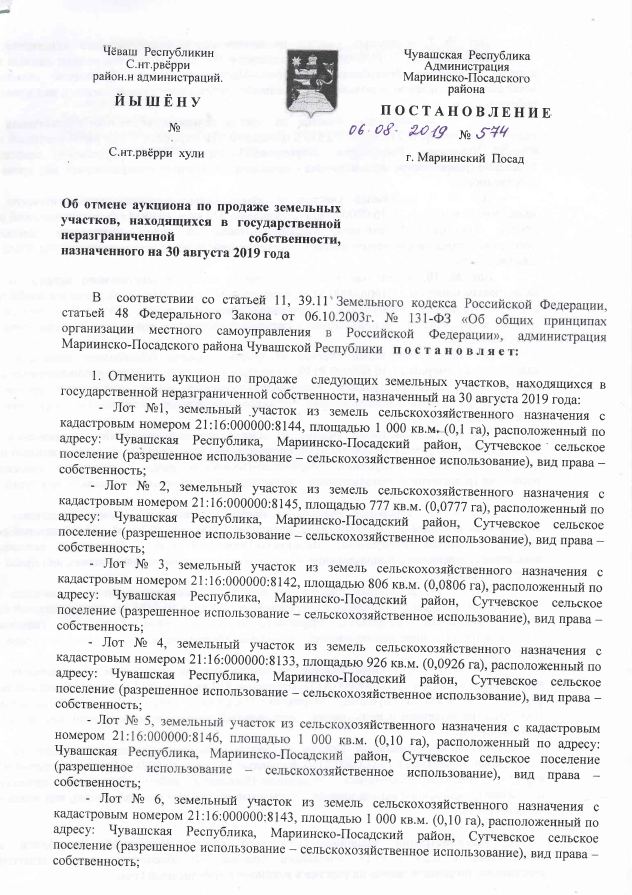 Чӑваш Республикин
С.нт.рвӗрри
район.н администраций.
Й Ы Ш Ё Н У
№
С.нт.рвёрри хули
Чувашская Республика
Администрация
Мариинско-Посадского
района
П О С Т А Н О В Л Е Н И Е
06.08. 2019 № 574
г. Мариинский Посад
Об отмене аукциона по продаже земельных
участков, находящихся в государственной
неразграниченной собственности,
назначенного на 30 августа 2019 года
В соответствии со статьей 11, 39.11 Земельного кодекса Российской Федерации,
статьей 48 Федерального Закона от 06.10.2003г. № 131-ФЗ «Об общих принципах
организации местного самоуправления в Российской Федерации», администрация
Мариинско-Посадского района Чувашской Республики п о с т а н о в л я е т:
1. Отменить аукцион по продаже следующих земельных участков, находящихся в
государственной неразграниченной собственности, назначенный на 30 августа 2019 года:
- Лот №1, земельный участок из земель сельскохозяйственного назначения с
кадастровым номером 21:16:000000:8144, площадью 1 000 кв.м. (0,1 га), расположенный по
адресу: Чувашская Республика, Мариинско-Посадский район, Сутчевское сельское
поселение (разрешенное использование – сельскохозяйственное использование), вид права –
собственность;
- Лот № 2, земельный участок из земель сельскохозяйственного назначения с
кадастровым номером 21:16:000000:8145, площадью 777 кв.м. (0,0777 га), расположенный по
адресу: Чувашская Республика, Мариинско-Посадский район, Сутчевское сельское
поселение (разрешенное использование – сельскохозяйственное использование), вид права –
собственность;
- Лот № 3, земельный участок из земель сельскохозяйственного назначения с
кадастровым номером 21:16:000000:8142, площадью 806 кв.м. (0,0806 га), расположенный по
адресу: Чувашская Республика, Мариинско-Посадский район, Сутчевское сельское
поселение (разрешенное использование – сельскохозяйственное использование), вид права –
собственность;
- Лот № 4, земельный участок из земель сельскохозяйственного назначения с
кадастровым номером 21:16:000000:8133, площадью 926 кв.м. (0,0926 га), расположенный по
адресу: Чувашская Республика, Мариинско-Посадский район, Сутчевское сельское
поселение (разрешенное использование – сельскохозяйственное использование), вид права –
собственность;
- Лот № 5, земельный участок из сельскохозяйственного назначения с кадастровым
номером 21:16:000000:8146, площадью 1 000 кв.м. (0,10 га), расположенный по адресу:
Чувашская Республика, Мариинско-Посадский район, Сутчевское сельское поселение
(разрешенное использование – сельскохозяйственное использование), вид права –
собственность;
- Лот № 6, земельный участок из земель сельскохозяйственного назначения с
кадастровым номером 21:16:000000:8143, площадью 1 000 кв.м. (0,10 га), расположенный по
адресу: Чувашская Республика, Мариинско-Посадский район, Сутчевское сельское
поселение (разрешенное использование – сельскохозяйственное использование), вид права –
собственность;